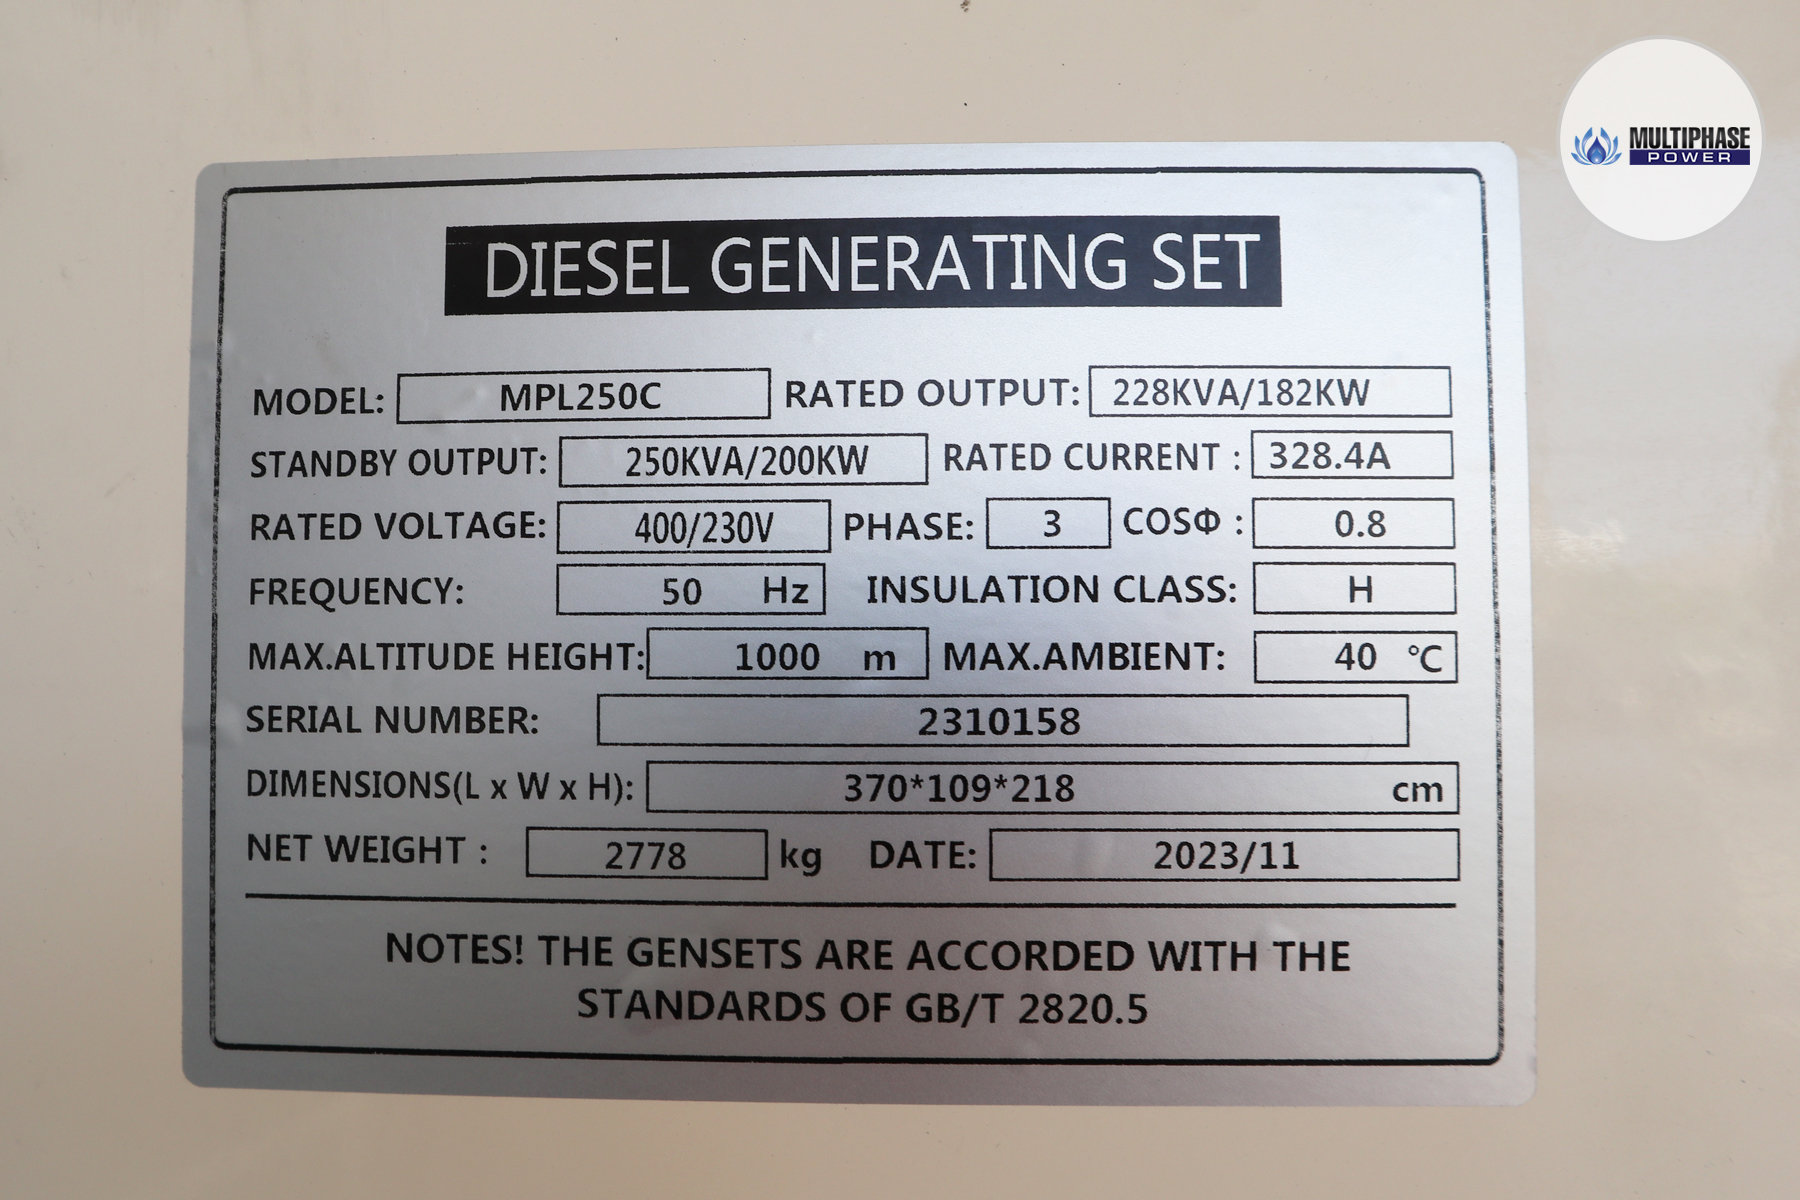 MULTIPHASE
POWER
DIESEL GENERATING SET
MODEL: MPL250C RATED OUTPUT: 228KVA/182KW
STANDBY OUTPUT: 250KVA/200KW RATED CURRENT : 328.4A
RATED VOLTAGE: 400/230V PHASE: 3 COSΦ : 0.8
FREQUENCY: 50 Hz INSULATION CLASS: H
MAX.ALTITUDE HEIGHT: 1000 m MAX.AMBIENT: 40 ℃
SERIAL NUMBER: 2310158
DIMENSIONS(L x W x H): 370*109*218 cm
NET WEIGHT : 2778 kg DATE: 2023/11
NOTES! THE GENSETS ARE ACCORDED WITH THE
STANDARDS OF GB/T 2820.5